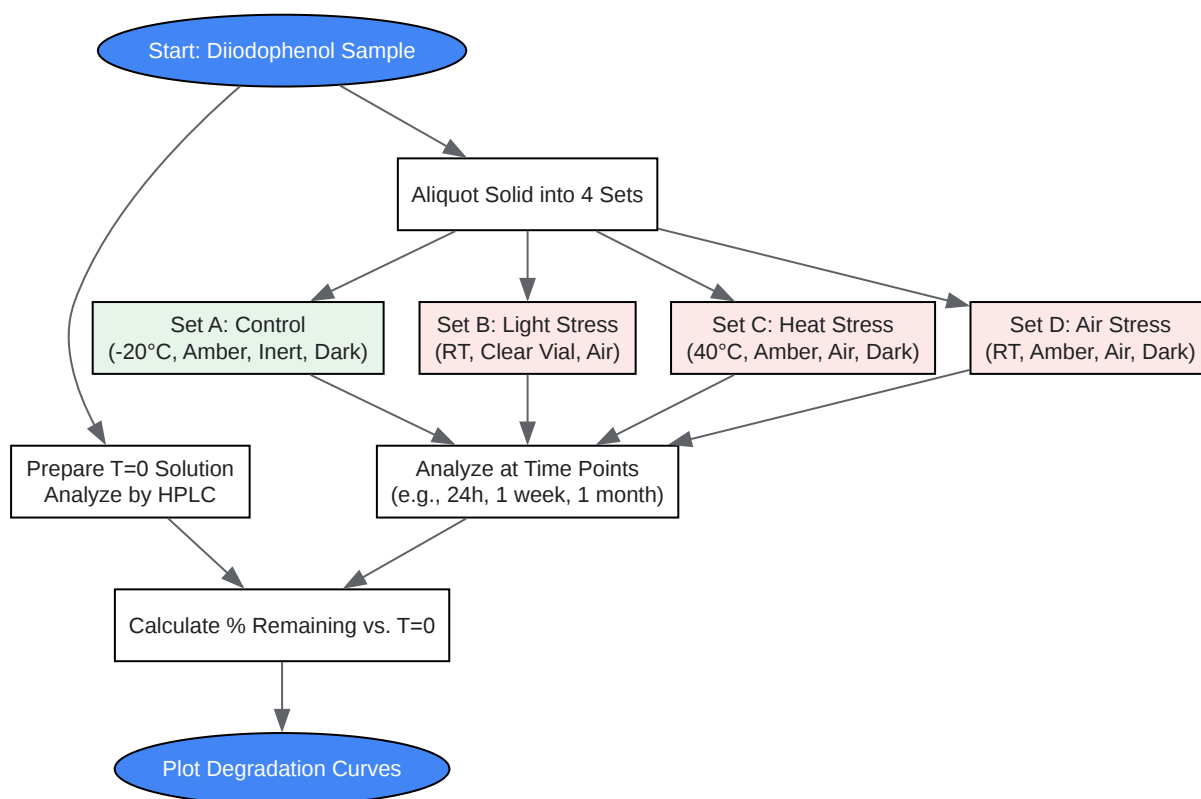 Start: Diiodophenol Sample
Aliquot Solid into 4 Sets
Set A: Control
(-20°C, Amber, Inert, Dark)
Set B: Light Stress
(RT, Clear Vial, Air)
Set C: Heat Stress
(40°C, Amber, Air, Dark)
Set D: Air Stress
(RT, Amber, Air, Dark)
Prepare T=0 Solution
Analyze by HPLC
Analyze at Time Points
(e.g., 24h, 1 week, 1 month)
Calculate % Remaining vs. T=0
Plot Degradation Curves